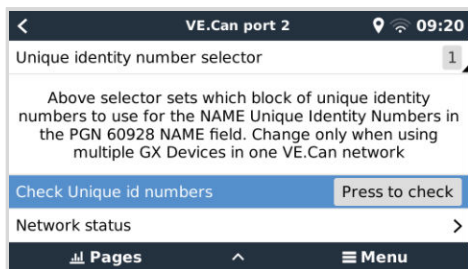 VE.Can port 2
09:20
Unique identity number selector
1
Above selector sets which block of unique identity
numbers to use for the NAME Unique Identity Numbers in
the PGN 60928 NAME field. Change only when using
multiple GX Devices in one VE.Can network
Check Unique id numbers
Press to check
Network status
Pages
Menu